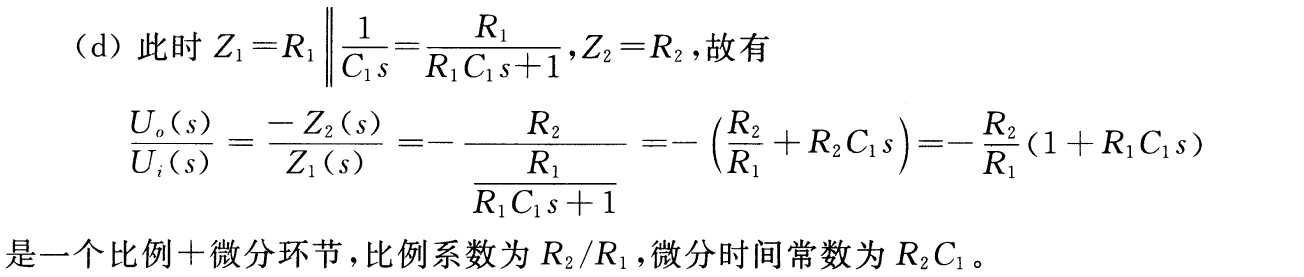 (d) 此时 Z₁=R₁‖1/(C₁s)=R₁/(R₁C₁s+1),Z₂=R₂,故有
Uₒ(s)/Uᵢ(s) = −Z₂(s)/Z₁(s) = −R₂/(R₁/(R₁C₁s+1)) = −(R₂/R₁+R₂C₁s)=−R₂/R₁(1+R₁C₁s)
是一个比例+微分环节,比例系数为 R₂/R₁,微分时间常数为 R₂C₁。